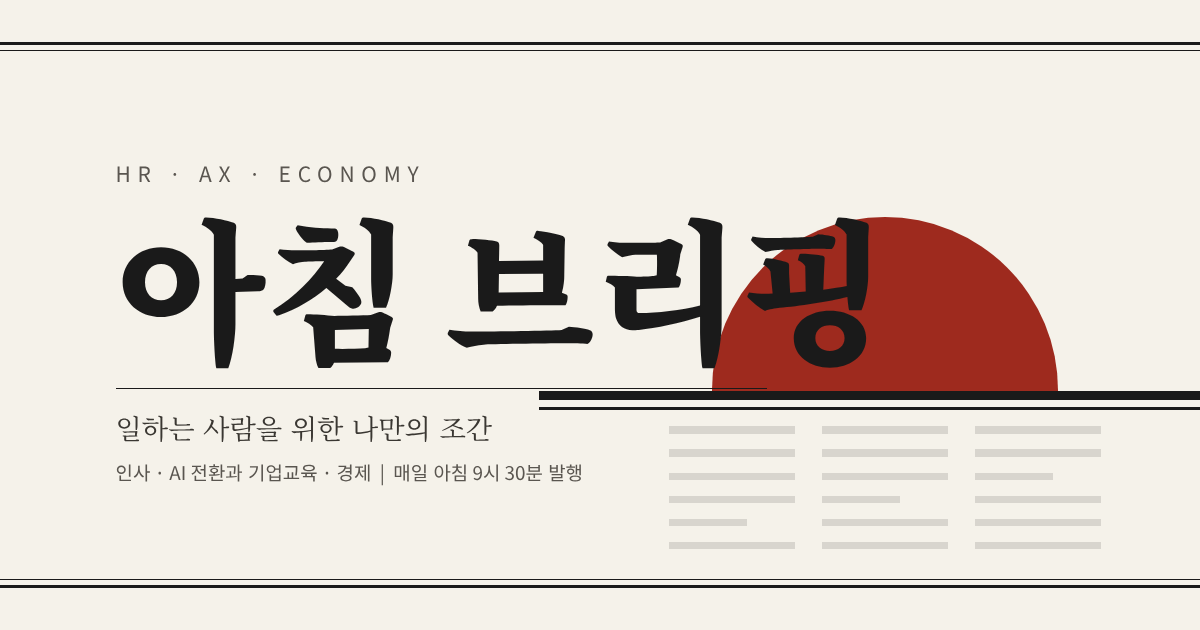 HR · AX · ECONOMY
아침 브리핑
일하는 사람을 위한 나만의 조간
인사 · AI 전환과 기업교육 · 경제 | 매일 아침 9시 30분 발행